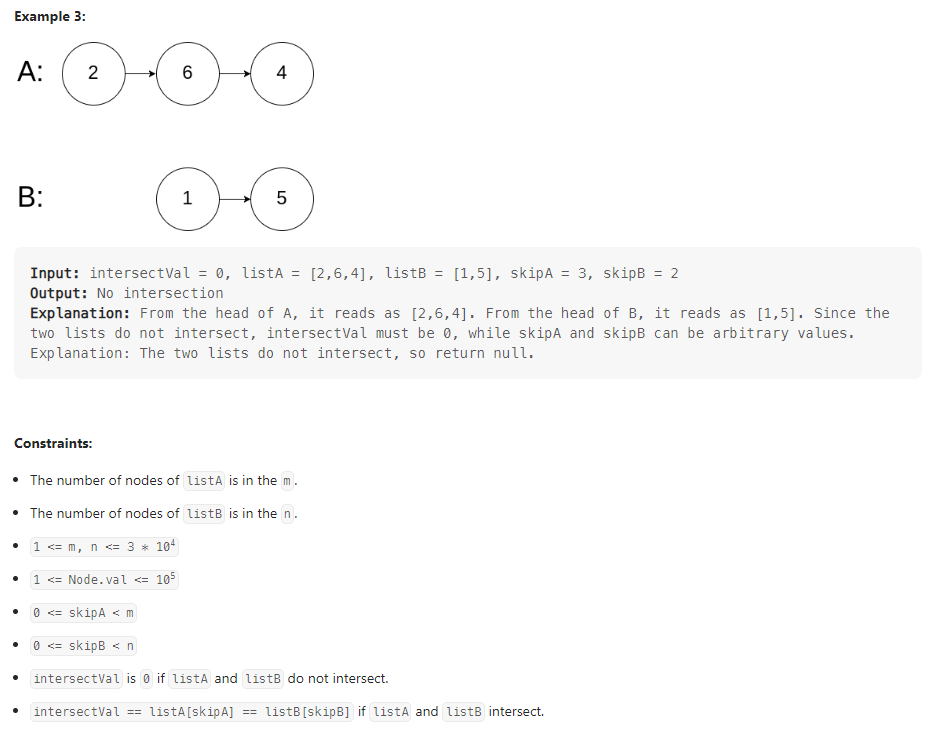 Example 3:
A: 2 6 4
B: 1 5
Input: intersectVal = 0, listA = [2,6,4], listB = [1,5], skipA = 3, skipB = 2
Output: No intersection
Explanation: From the head of A, it reads as [2,6,4]. From the head of B, it reads as [1,5]. Since the
two lists do not intersect, intersectVal must be 0, while skipA and skipB can be arbitrary values.
Explanation: The two lists do not intersect, so return null.
Constraints:
• The number of nodes of listA is in the m.
• The number of nodes of listB is in the n.
• 1 <= m, n <= 3 * 10⁴
• 1 <= Node.val <= 10⁵
• 0 <= skipA < m
• 0 <= skipB < n
• intersectVal is 0 if listA and listB do not intersect.
• intersectVal == listA[skipA] == listB[skipB] if listA and listB intersect.